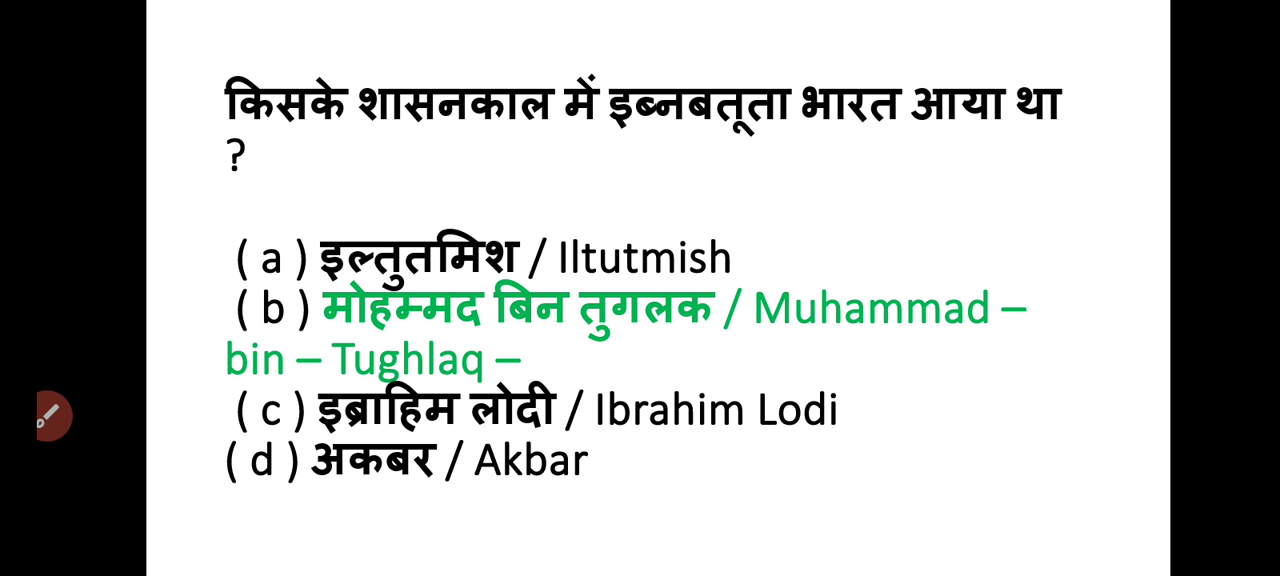 किसके शासनकाल में इब्नबतूता भारत आया था
?
( a ) इल्तुतमिश / Iltutmish
( b ) मोहम्मद बिन तुगलक / Muhammad –
bin – Tughlaq –
( c ) इब्राहिम लोदी / Ibrahim Lodi
( d ) अकबर / Akbar